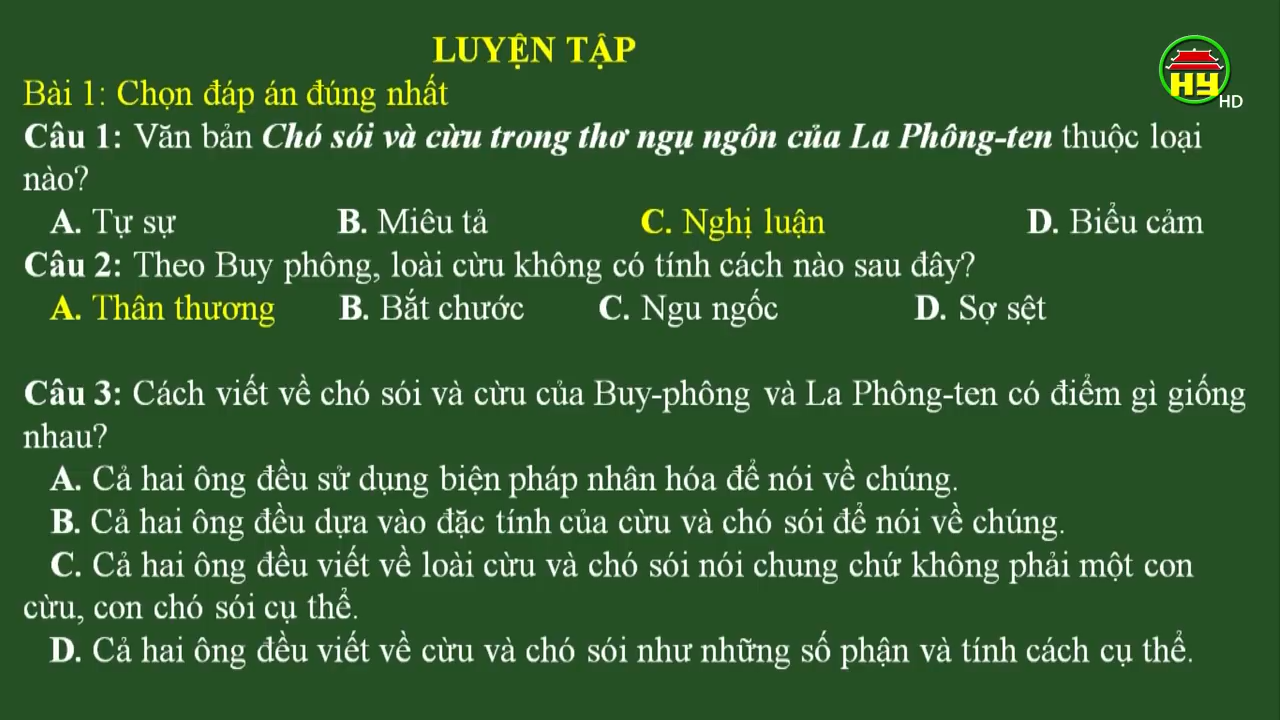 LUYỆN TẬP
HY HD
Bài 1: Chọn đáp án đúng nhất
Câu 1: Văn bản Chó sói và cừu trong thơ ngụ ngôn của La Phông-ten thuộc loại
nào?
A. Tự sự B. Miêu tả C. Nghị luận D. Biểu cảm
Câu 2: Theo Buy phông, loài cừu không có tính cách nào sau đây?
A. Thân thương B. Bắt chước C. Ngu ngốc D. Sợ sệt
Câu 3: Cách viết về chó sói và cừu của Buy-phông và La Phông-ten có điểm gì giống
nhau?
A. Cả hai ông đều sử dụng biện pháp nhân hóa để nói về chúng.
B. Cả hai ông đều dựa vào đặc tính của cừu và chó sói để nói về chúng.
C. Cả hai ông đều viết về loài cừu và chó sói nói chung chứ không phải một con
cừu, con chó sói cụ thể.
D. Cả hai ông đều viết về cừu và chó sói như những số phận và tính cách cụ thể.